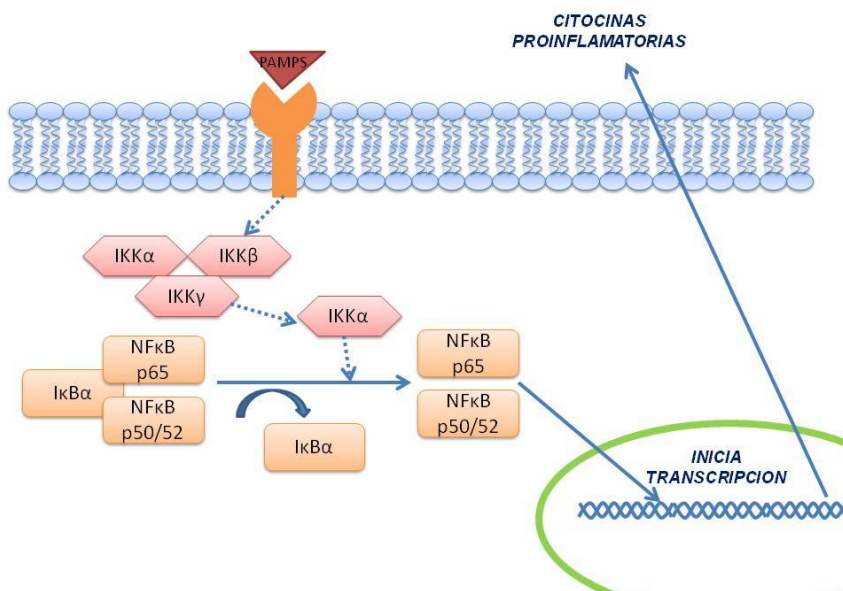 CITOCINAS
PROINFLAMATORIAS
PAMPS
IKKα
IKKβ
IKKγ
IKKα
NFκB
p65
IκBα
NFκB
p50/52
IκBα
NFκB
p65
NFκB
p50/52
INICIA
TRANSCRIPCION